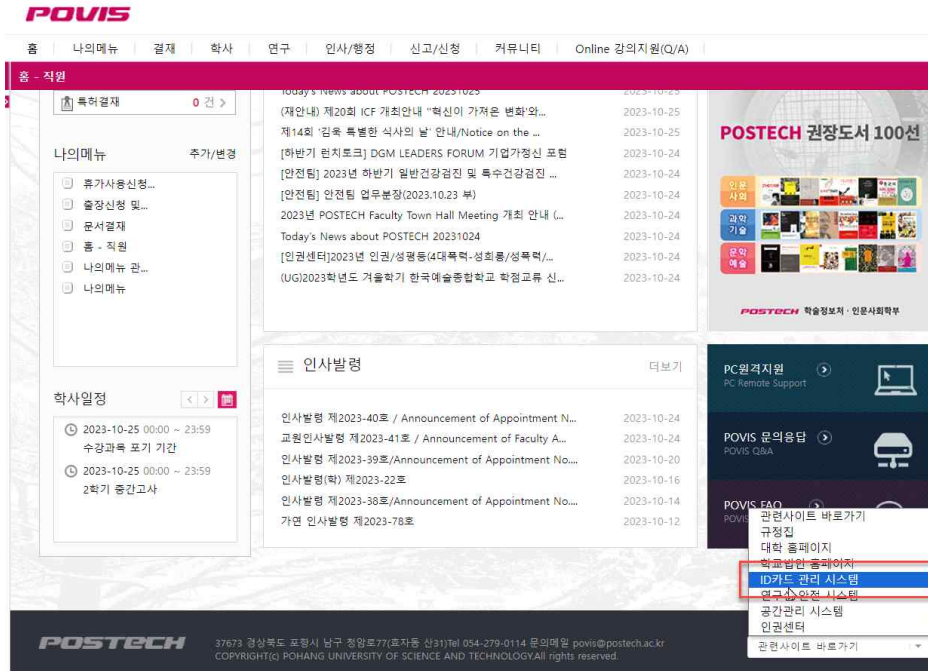 POVIS
홈 나의메뉴 결재 학사 연구 인사/행정 신고/신청 커뮤니티 Online 강의지원(Q/A)
홈 - 직원
특허결재 0 건
나의메뉴 추가/변경
휴가사용신청...
출장신청 및...
문서결재
홈 - 직원
나의메뉴 관...
나의메뉴
학사일정
2023-10-25 00:00 ~ 23:59
수강과목 포기 기간
2023-10-25 00:00 ~ 23:59
2학기 중간고사
Today's News about POSTECH 20231025 2023-10-25
(재안내) 제20회 ICF 개최안내 "혁신이 가져온 변화'와... 2023-10-25
제14회 '김욱 특별한 식사의 날' 안내/Notice on the ... 2023-10-25
[하반기 런치토크] DGM LEADERS FORUM 기업가정신 포럼 2023-10-24
[안전팀] 2023년 하반기 일반건강검진 및 특수건강검진 ... 2023-10-24
[안전팀] 안전팀 업무분장(2023.10.23 부) 2023-10-24
2023년 POSTECH Faculty Town Hall Meeting 개최 안내 (... 2023-10-24
Today's News about POSTECH 20231024 2023-10-24
[인권센터]2023년 인권/성평등(4대폭력-성희롱/성폭력/... 2023-10-24
(UG)2023학년도 겨울학기 한국예술종합학교 학점교류 신... 2023-10-24
인사발령 더보기
인사발령 제2023-40호 / Announcement of Appointment N... 2023-10-24
교원인사발령 제2023-41호 / Announcement of Faculty A... 2023-10-24
인사발령 제2023-39호/Announcement of Appointment No.... 2023-10-20
인사발령(학) 제2023-22호 2023-10-16
인사발령 제2023-38호/Announcement of Appointment No.... 2023-10-14
가연 인사발령 제2023-78호 2023-10-12
POSTECH 권장도서 100선
인문
사회
과학
기술
문학
예술
POSTECH 학술정보처 · 인문사회학부
PC원격지원
PC Remote Support
POVIS 문의응답
POVIS Q&A
POVIS FAQ
POVIS
관련사이트 바로가기
규정집
대학 홈페이지
학교법인 홈페이지
ID카드 관리 시스템
연구실안전 시스템
공간관리 시스템
인권센터
관련사이트 바로가기
POSTECH
37673 경상북도 포항시 남구 청암로77(효자동 산31)Tel 054-279-0114 문의메일 povis@postech.ac.kr
COPYRIGHT(c) POHANG UNIVERSITY OF SCIENCE AND TECHNOLOGY.All rights reserved.